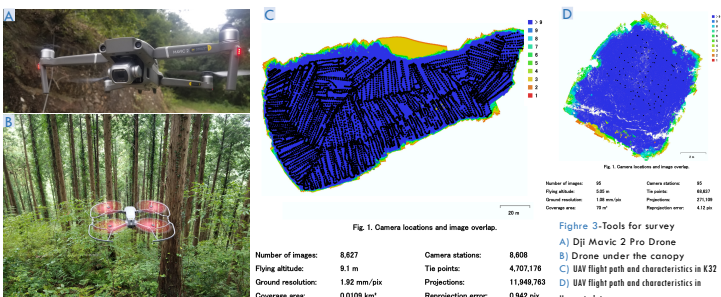 A
B
C
> 9
9
8
7
6
5
4
3
2
1
20 m
Fig. 1. Camera locations and image overlap.
Number of images: 8,627 Camera stations: 8,608
Flying altitude: 9.1 m Tie points: 4,707,176
Ground resolution: 1.92 mm/pix Projections: 11,949,763
Coverage area: 0.0109 km² Reprojection error: 0.942 pix
D
Fig. 1. Camera locations and image overlap.
Number of images: 95 Camera stations: 95
Flying altitude: 5.05 m Tie points: 68,627
Ground resolution: 1.08 mm/pix Projections: 271,109
Coverage area: 70 m² Reprojection error: 4.12 pix
Fighre 3-Tools for survey
A) Dji Mavic 2 Pro Drone
B) Drone under the canopy
C) UAV flight path and characteristics in K32
D) UAV flight path and characteristics in